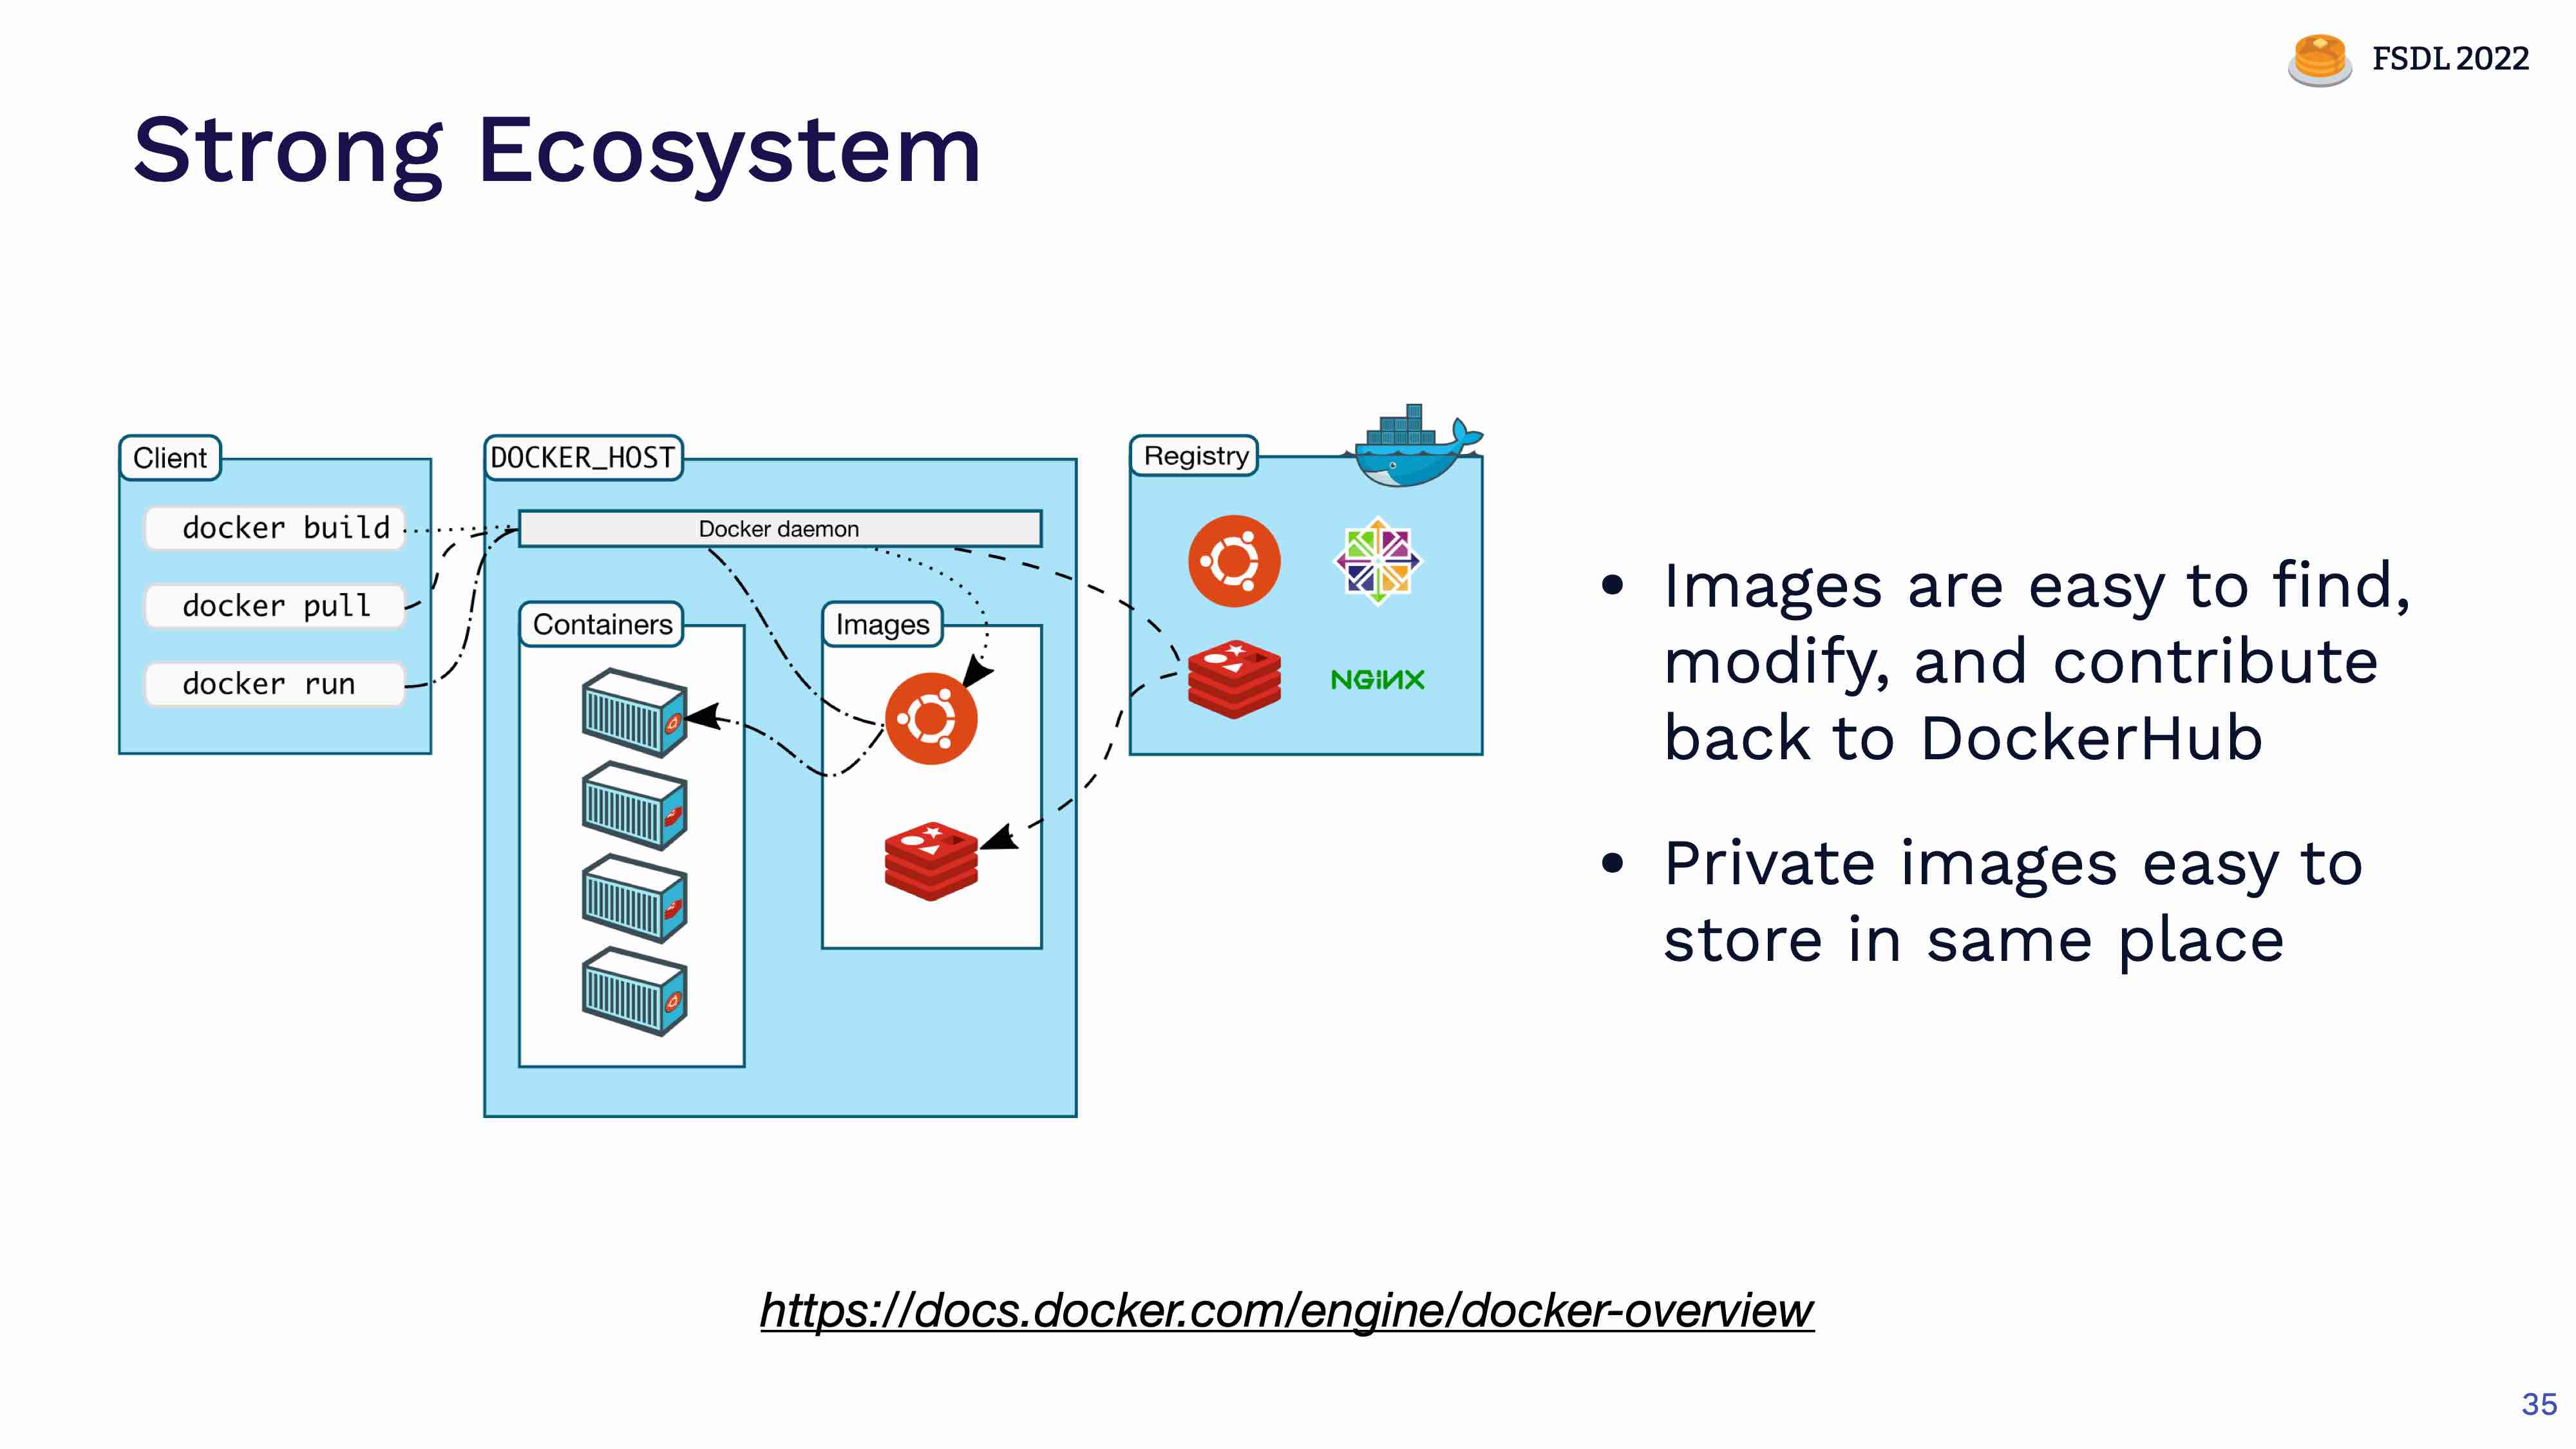 FSDL 2022
Strong Ecosystem
Client
docker build
docker pull
docker run
DOCKER_HOST
Docker daemon
Containers
Images
Registry
NGINX
• Images are easy to find,
modify, and contribute
back to DockerHub
• Private images easy to
store in same place
https://docs.docker.com/engine/docker-overview
35